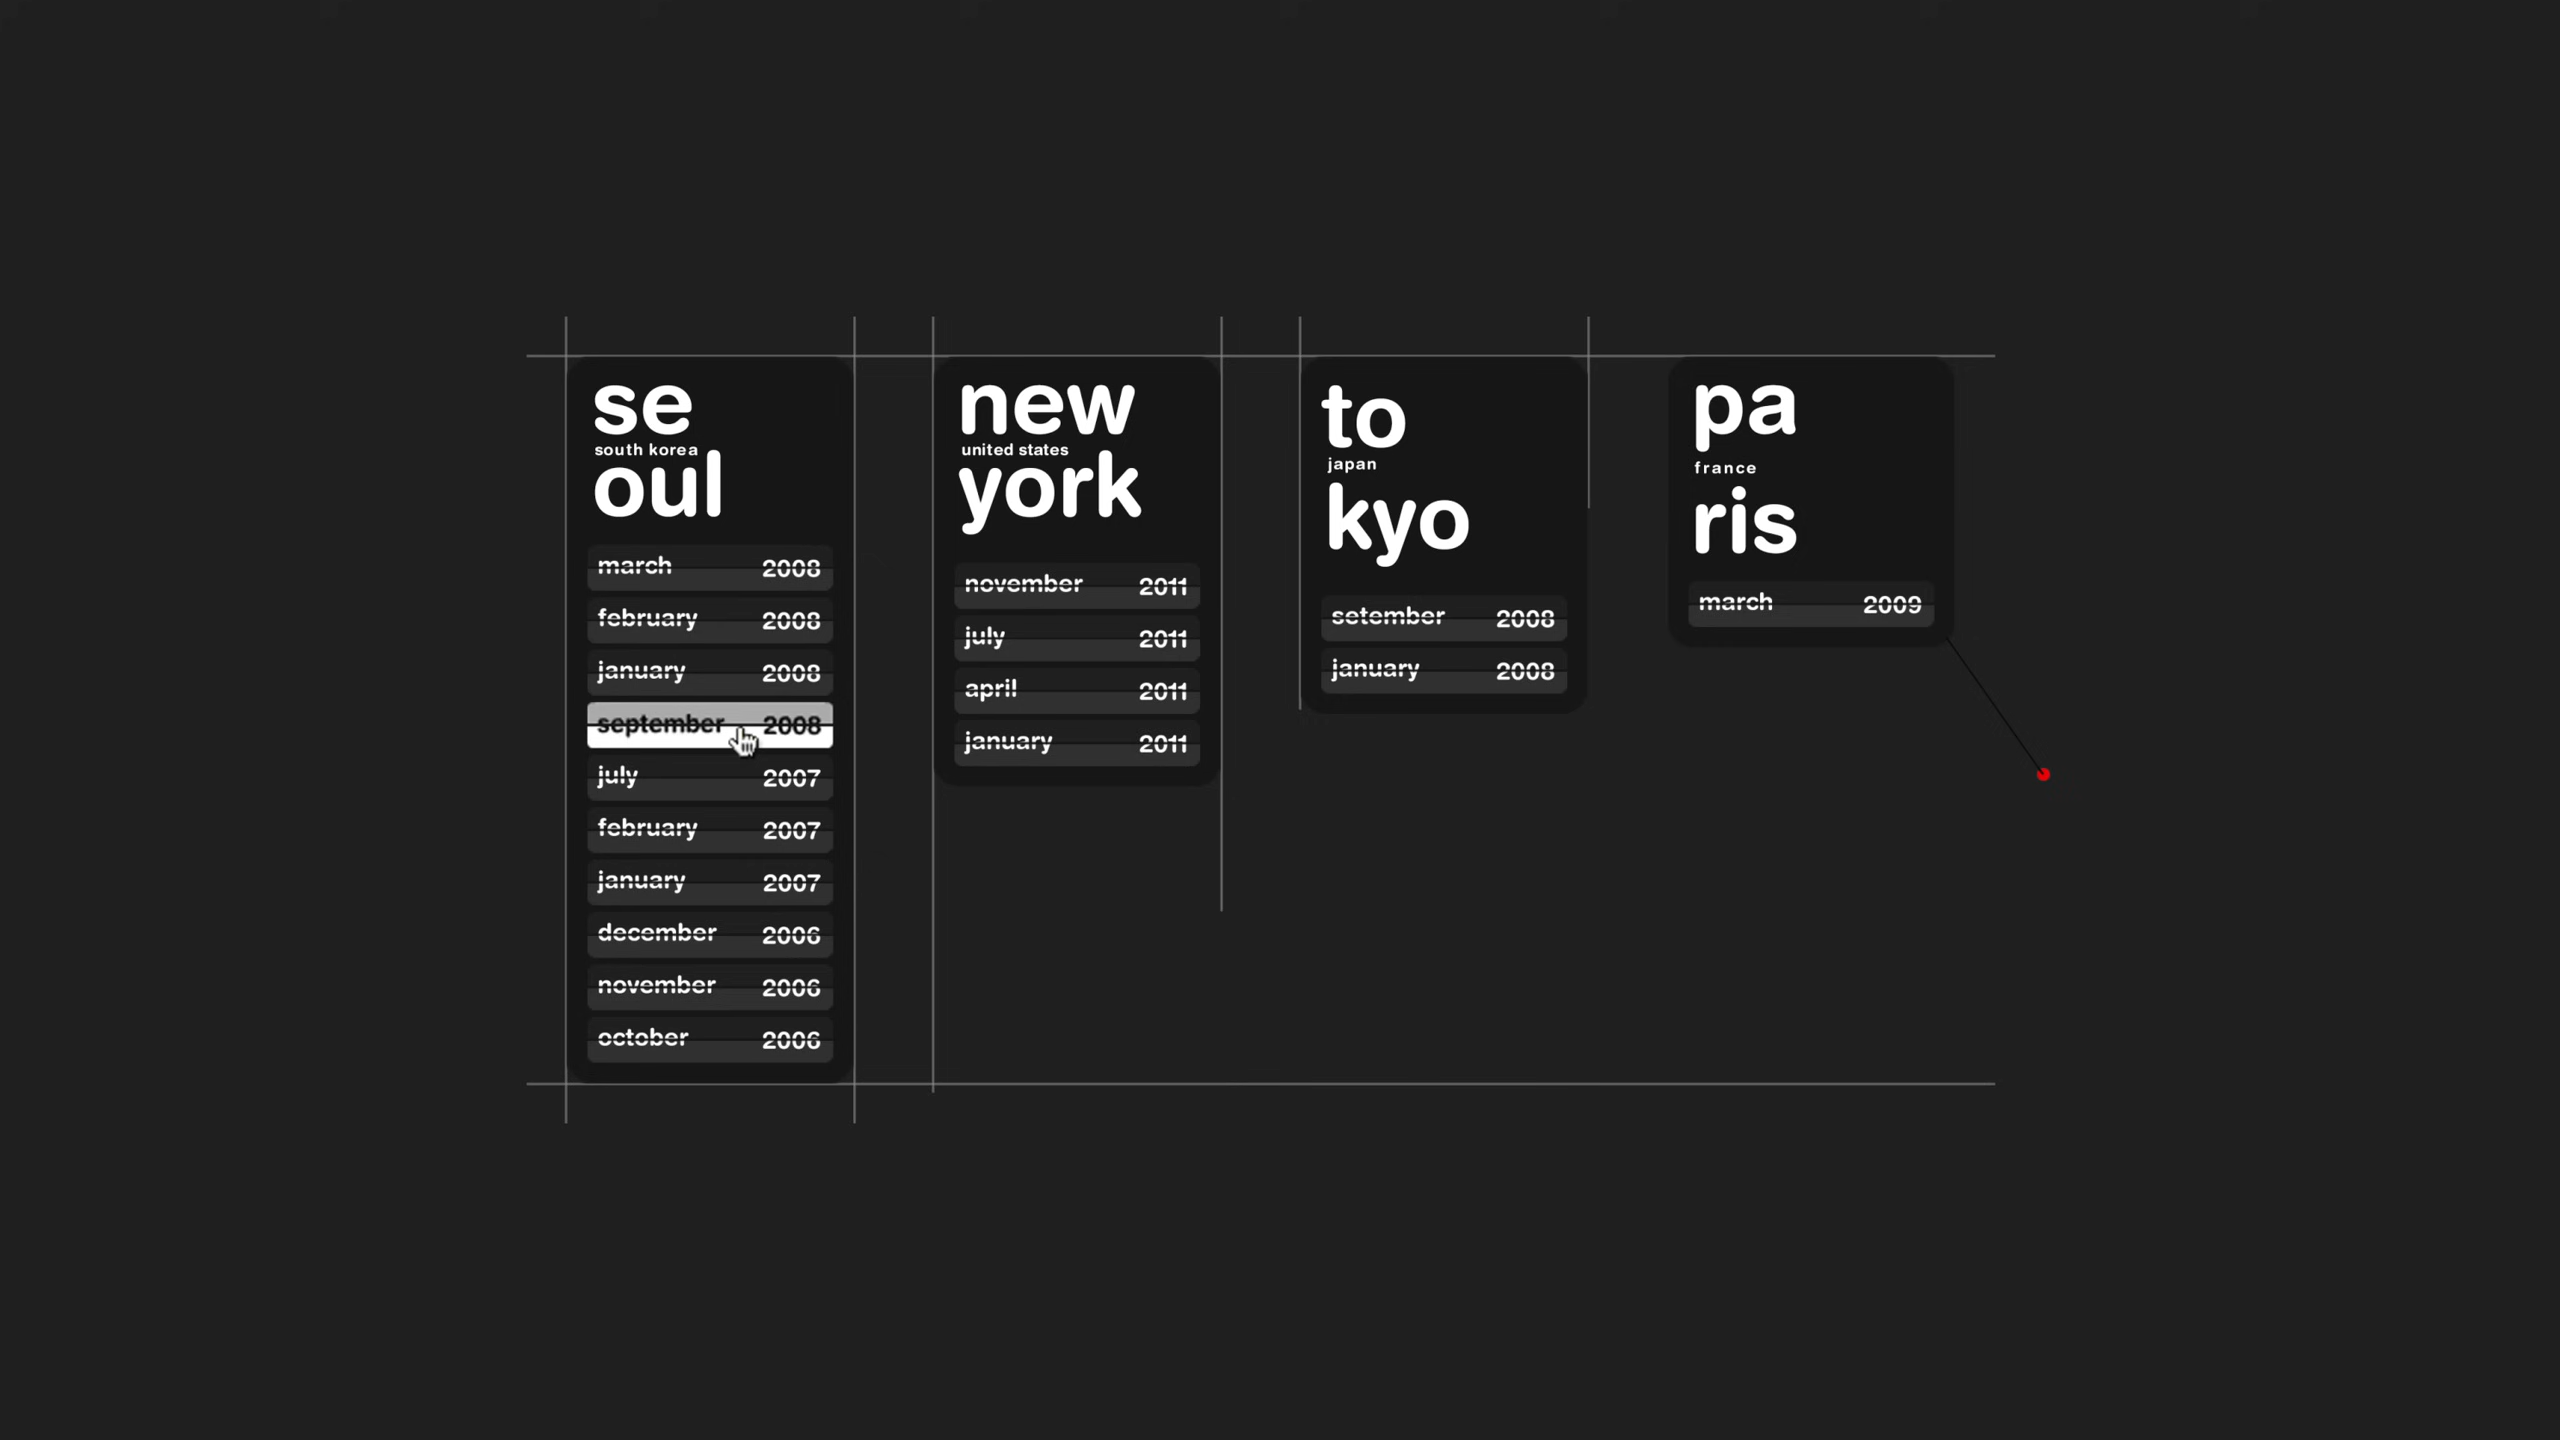 se
south korea
oul
march 2008
february 2008
january 2008
september 2008
july 2007
february 2007
january 2007
december 2006
november 2006
october 2006
new
united states
york
november 2011
july 2011
april 2011
january 2011
to
japan
kyo
setember 2008
january 2008
pa
france
ris
march 2009